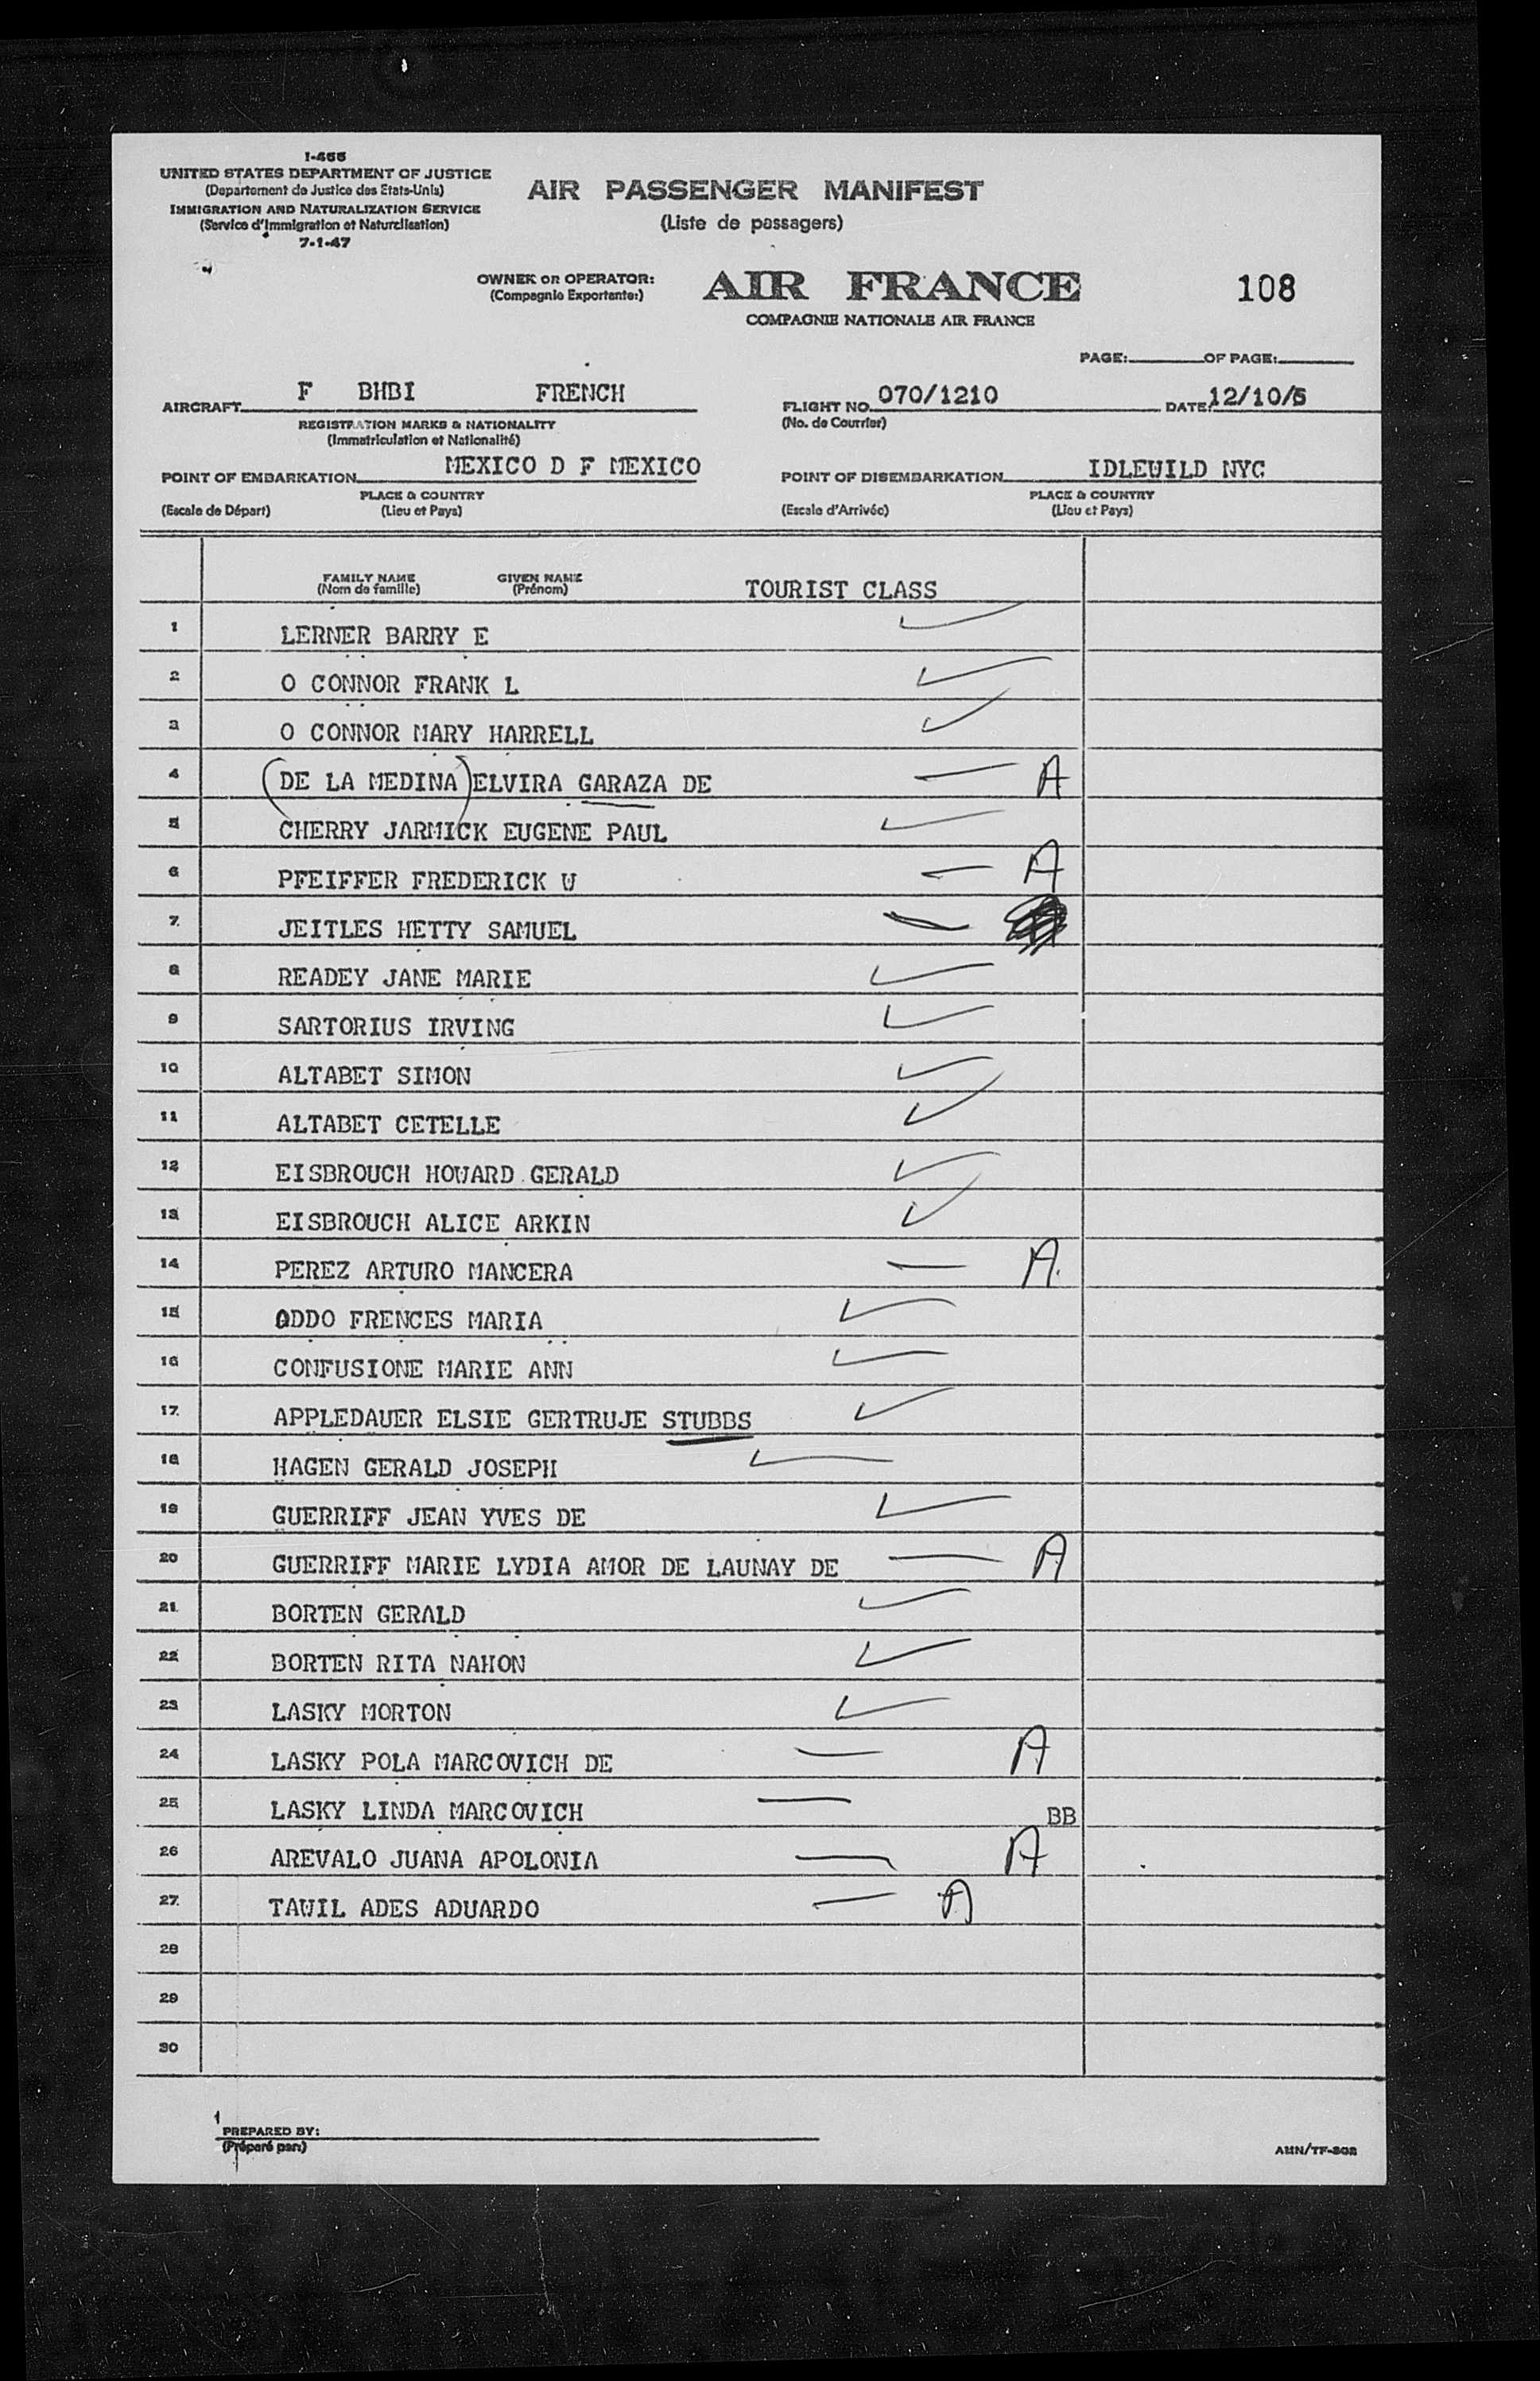 I-466
UNITED STATES DEPARTMENT OF JUSTICE
(Departement de Justice des Etats-Unis)
IMMIGRATION AND NATURALIZATION SERVICE
(Service d'Immigration et Naturalisation)
7-1-47
AIR PASSENGER MANIFEST
(Liste de passagers)
OWNER OR OPERATOR:
(Compagnie Exportante:)
AIR FRANCE
COMPAGNIE NATIONALE AIR FRANCE
108
PAGE: OF PAGE:
AIRCRAFT F BHBI FRENCH
REGISTRATION MARKS & NATIONALITY
(Immatriculation et Nationalité)
FLIGHT NO. 070/1210 DATE: 12/10/5
(No. de Courrier)
POINT OF EMBARKATION MEXICO D F MEXICO
PLACE & COUNTRY
(Escale de Départ) (Lieu et Pays)
POINT OF DISEMBARKATION IDLEWILD NYC
PLACE & COUNTRY
(Escale d'Arrivée) (Lieu et Pays)
FAMILY NAME GIVEN NAME
(Nom de famille) (Prénom) TOURIST CLASS
1 LERNER BARRY E
2 O CONNOR FRANK L
3 O CONNOR MARY HARRELL
4 (DE LA MEDINA) ELVIRA GARAZA DE A
5 CHERRY JARMICK EUGENE PAUL
6 PFEIFFER FREDERICK W A
7 JEITLES HETTY SAMUEL
8 READEY JANE MARIE
9 SARTORIUS IRVING
10 ALTABET SIMON
11 ALTABET CETELLE
12 EISBROUCH HOWARD GERALD
13 EISBROUCH ALICE ARKIN
14 PEREZ ARTURO MANCERA A
15 ODDO FRENCES MARIA
16 CONFUSIONE MARIE ANN
17 APPLEDAUER ELSIE GERTRUJE STUBBS
18 HAGEN GERALD JOSEPH
19 GUERRIFF JEAN YVES DE
20 GUERRIFF MARIE LYDIA AMOR DE LAUNAY DE A
21 BORTEN GERALD
22 BORTEN RITA NAHON
23 LASKY MORTON
24 LASKY POLA MARCOVICH DE A
25 LASKY LINDA MARCOVICH BB
26 AREVALO JUANA APOLONIA A
27 TAWIL ADES ADUARDO A
28
29
30
PREPARED BY:
(Préparé par:)
AHN/TF-302